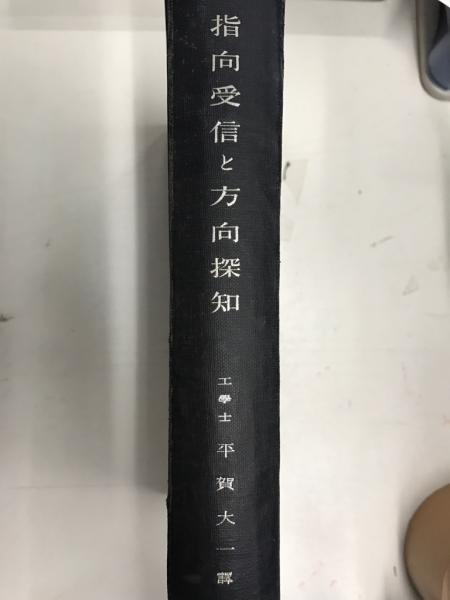 指向受信と方向探知
工學士 平賀大一譯